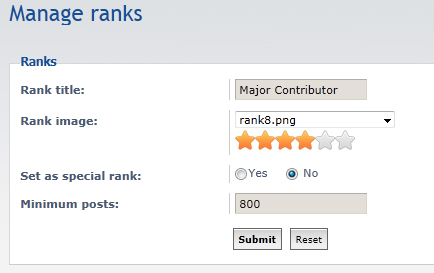 Manage ranks
Ranks
Rank title: Major Contributor
Rank image: rank8.png
Set as special rank: Yes No
Minimum posts: 800
Submit Reset